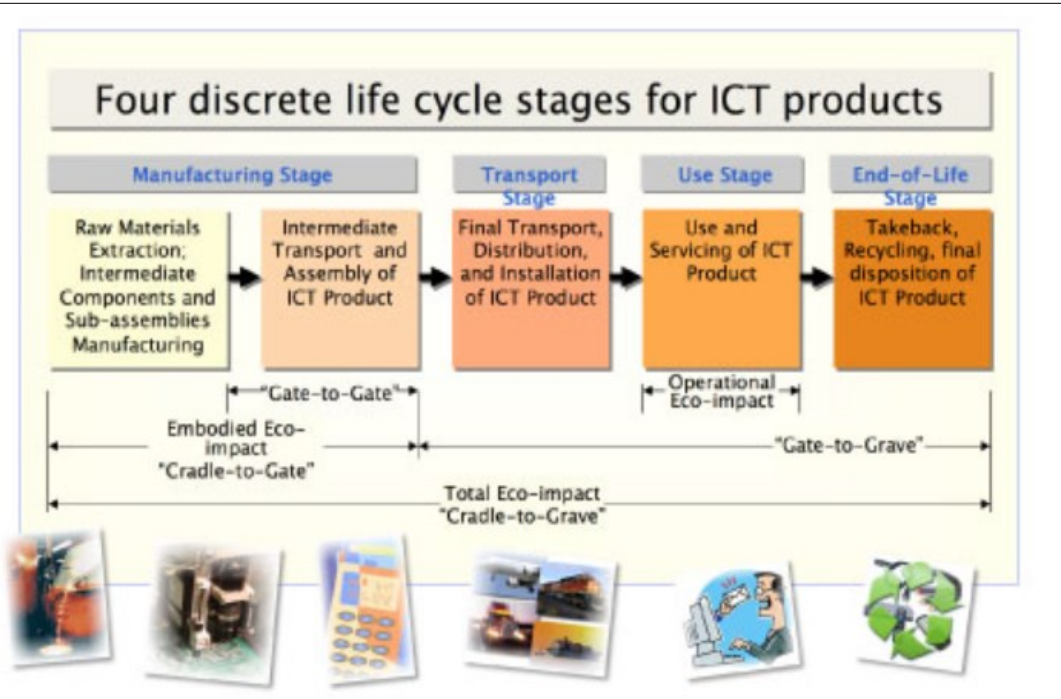 Four discrete life cycle stages for ICT products
Manufacturing Stage
Transport
Stage
Use Stage
End-of-Life
Stage
Raw Materials
Extraction;
Intermediate
Components and
Sub-assemblies
Manufacturing
Intermediate
Transport and
Assembly of
ICT Product
Final Transport,
Distribution,
and Installation
of ICT Product
Use and
Servicing of ICT
Product
Takeback,
Recycling, final
disposition of
ICT Product
"Gate-to-Gate"
Operational
Eco-impact
Embodied Eco-
impact
"Cradle-to-Gate"
"Gate-to-Grave"
Total Eco-impact
"Cradle-to-Grave"